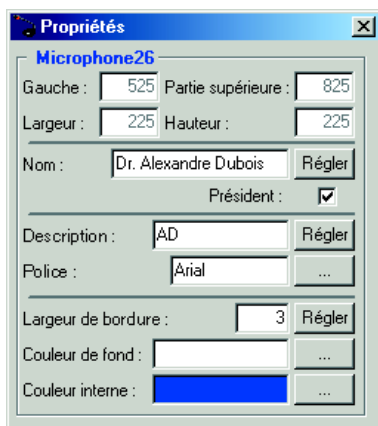 Propriétés
Microphone26
Gauche : 525 Partie supérieure : 825
Largeur : 225 Hauteur : 225
Nom : Dr. Alexandre Dubois Régler
Président :
Description : AD Régler
Police : Arial ...
Largeur de bordure : 3 Régler
Couleur de fond : ...
Couleur interne : ...